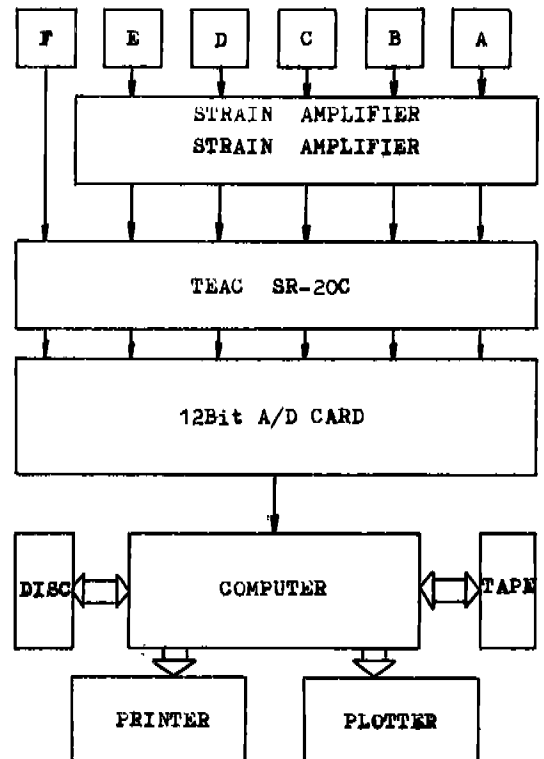 F E D C B A
STRAIN AMPLIFIER
STRAIN AMPLIFIER
TEAC SR-20C
12Bit A/D CARD
DISC COMPUTER TAPE
PRINTER PLOTTER